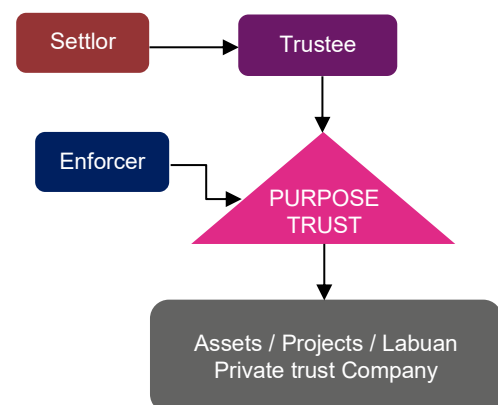 Settlor
Trustee
Enforcer
PURPOSE
TRUST
Assets / Projects / Labuan
Private trust Company